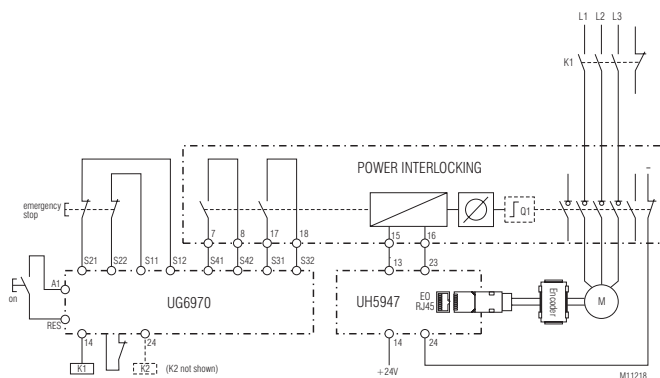 L1 L2 L3
K1
POWER INTERLOCKING
emergency
stop
Q1
7 8 17 18
15 16
S21 S22 S11 S12 S41 S42 S31 S32
13 23
A1
on
UG6970
UH5947
EO
RJ45
Encoder
M
RES
14 24
14 24
K1
K2 (K2 not shown)
+24V
M11218